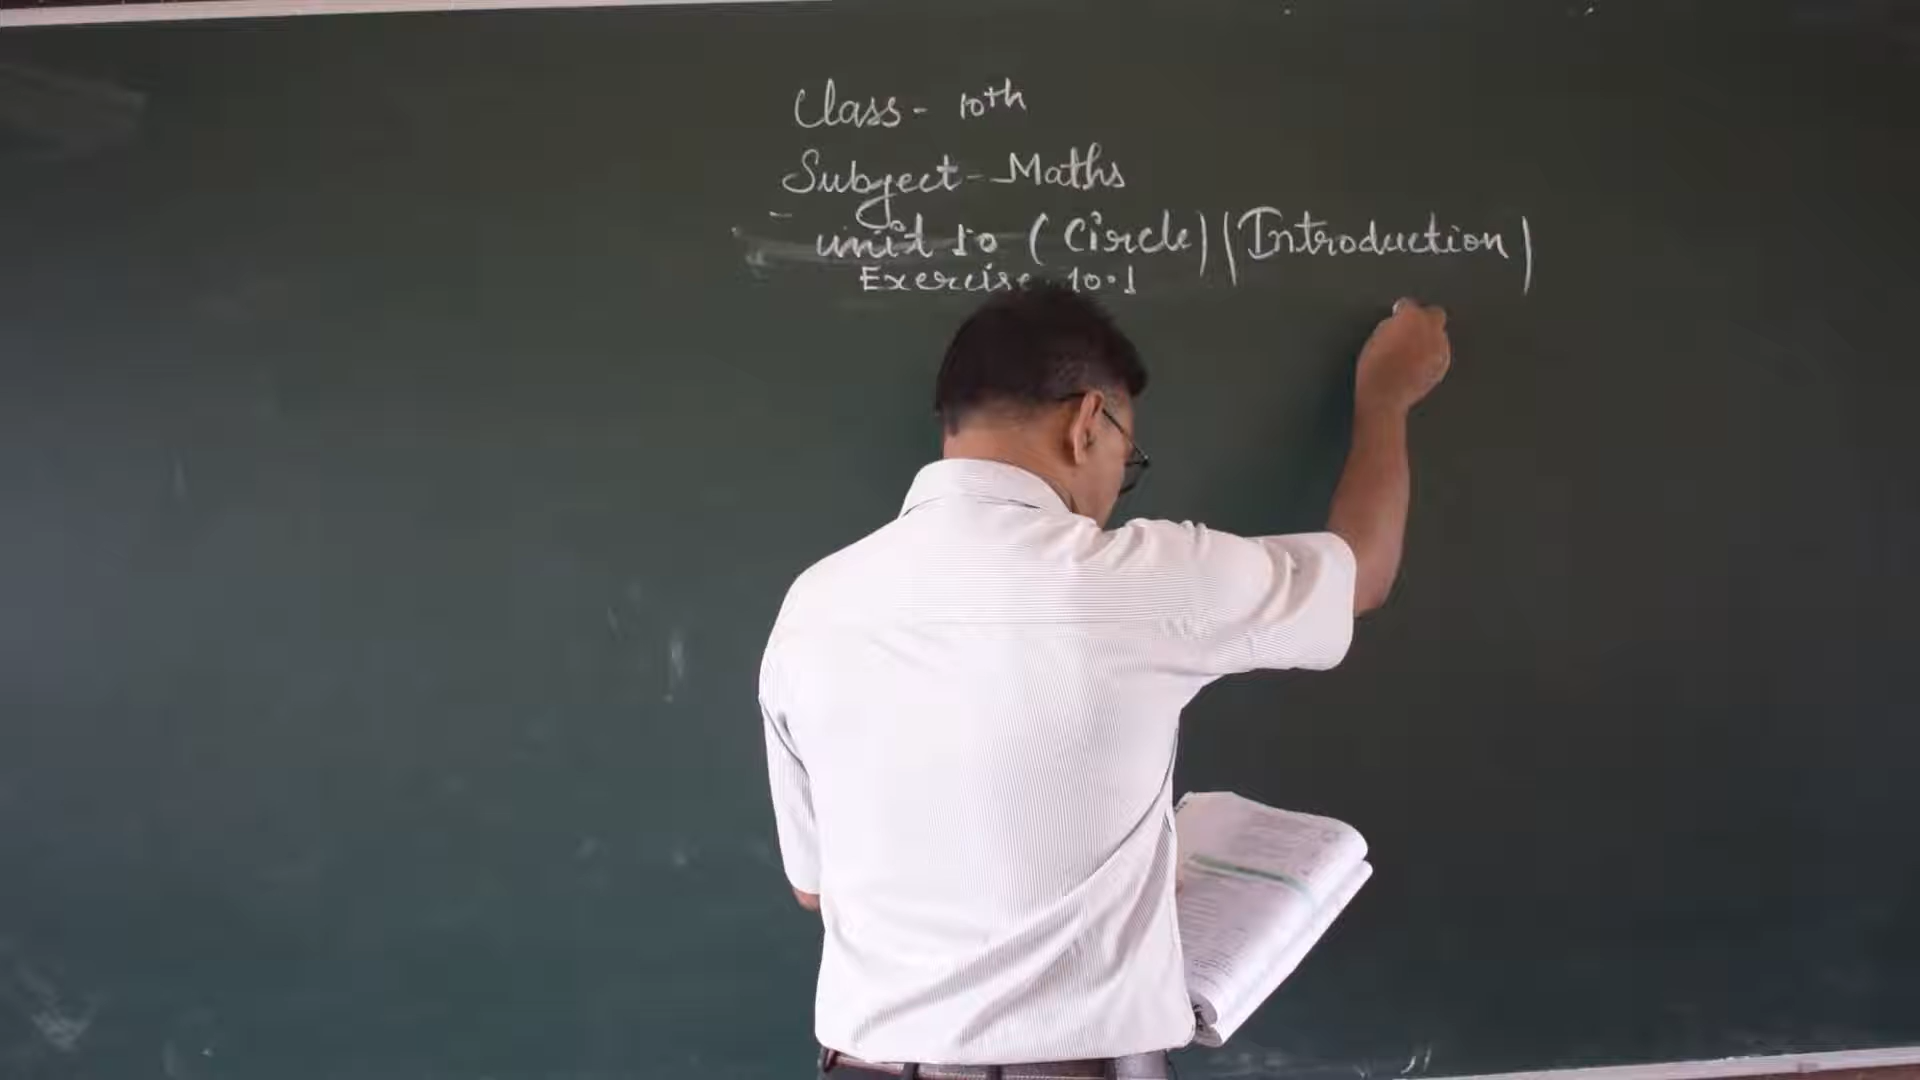 Class - 10th
Subject - Maths
unit 10 (Circle) (Introduction)
Exercise 10.1